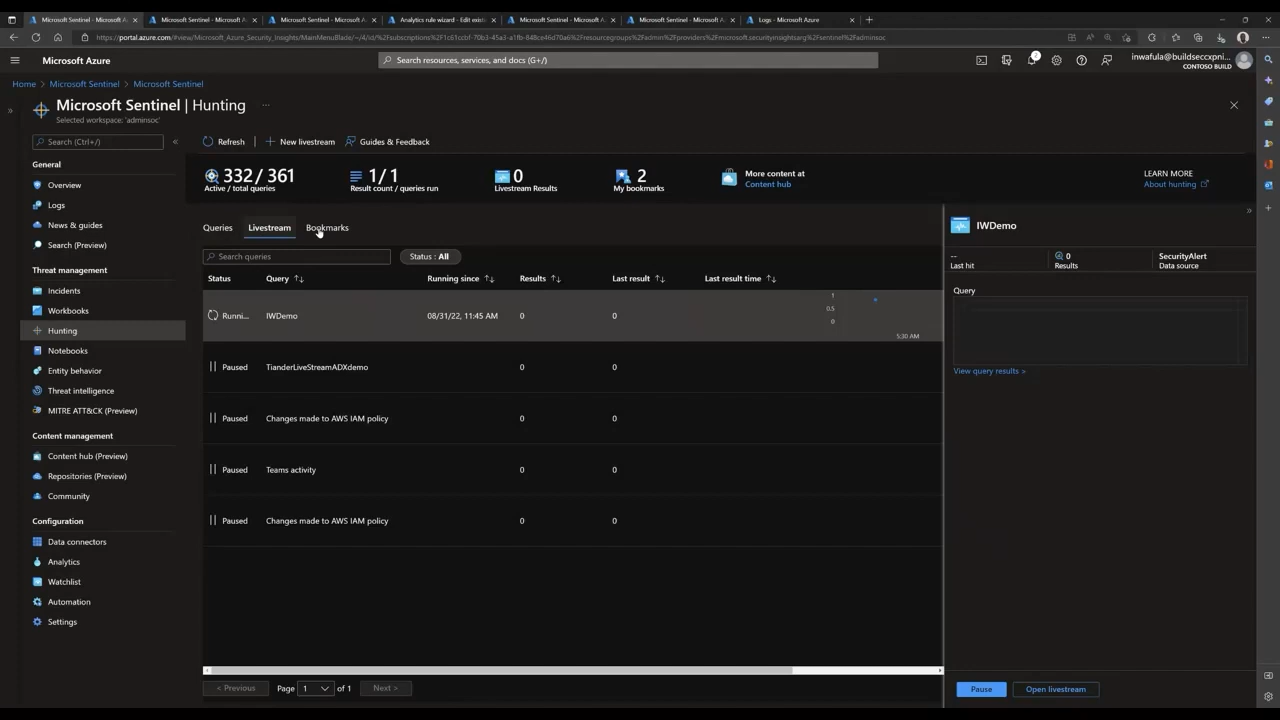 Microsoft Sentinel - Microsoft A
Microsoft Sentinel - Microsoft A
Microsoft Sentinel - Microsoft A
Analytics rule wizard - Edit exist
Microsoft Sentinel - Microsoft A
Microsoft Sentinel - Microsoft A
Logs - Microsoft Azure
Microsoft Azure
Search resources, services, and docs (G+/)
inwafula@buildseccxpni...
CONTOSO BUILD
Home > Microsoft Sentinel > Microsoft Sentinel
Microsoft Sentinel | Hunting ...
Selected workspace: 'adminsoc'
Search (Ctrl+/)
General
Overview
Logs
News & guides
Search (Preview)
Threat management
Incidents
Workbooks
Hunting
Notebooks
Entity behavior
Threat intelligence
MITRE ATT&CK (Preview)
Content management
Content hub (Preview)
Repositories (Preview)
Community
Configuration
Data connectors
Analytics
Watchlist
Automation
Settings
Refresh
New livestream
Guides & Feedback
332 / 361
Active / total queries
1/1
Result count / queries run
0
Livestream Results
2
My bookmarks
More content at
Content hub
LEARN MORE
About hunting
Queries
Livestream
Bookmarks
Search queries
Status : All
Status Query Running since Results Last result Last result time
Runni... IWDemo 08/31/22, 11:45 AM 0 0
1
0.5
0
5:30 AM
Paused TianderLiveStreamADXdemo 0 0
Paused Changes made to AWS IAM policy 0 0
Paused Teams activity 0 0
Paused Changes made to AWS IAM policy 0 0
< Previous Page 1 of 1 Next >
IWDemo
--
Last hit
0
Results
SecurityAlert
Data source
Query
View query results >
Pause
Open livestream